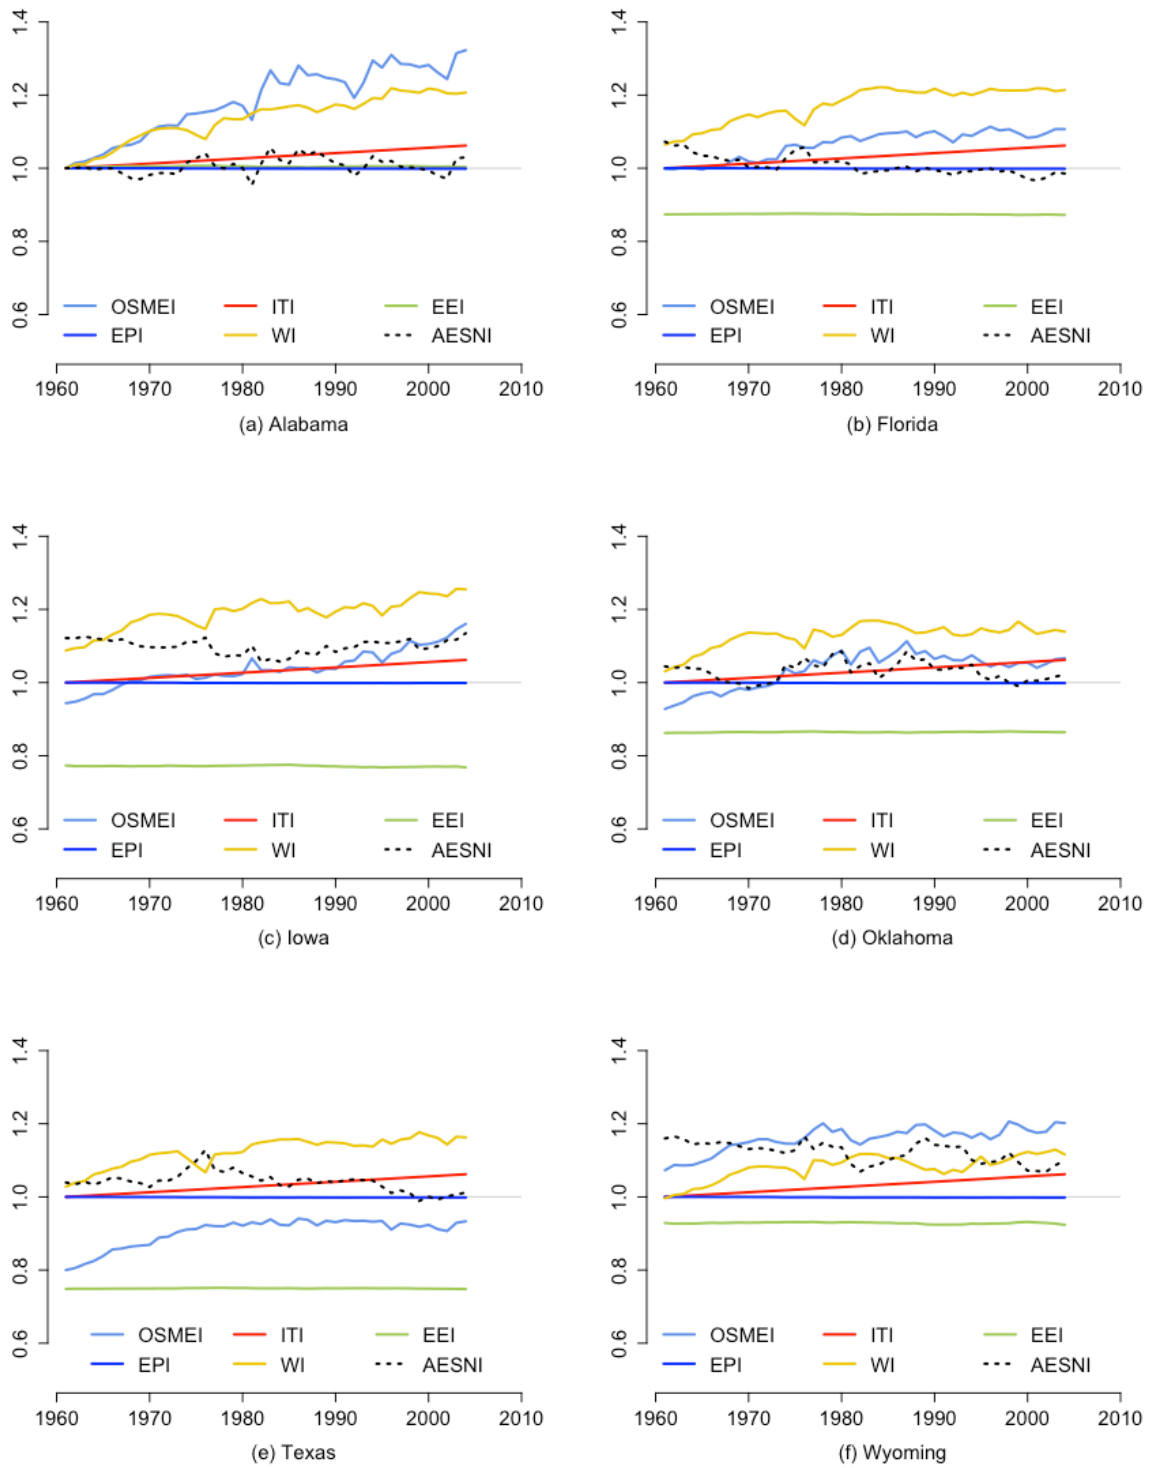 1.4
1.2
1.0
0.8
0.6
OSMEI ITI EEI
EPI WI AESNI
1960 1970 1980 1990 2000 2010
(a) Alabama
1.4
1.2
1.0
0.8
0.6
OSMEI ITI EEI
EPI WI AESNI
1960 1970 1980 1990 2000 2010
(b) Florida
1.4
1.2
1.0
0.8
0.6
OSMEI ITI EEI
EPI WI AESNI
1960 1970 1980 1990 2000 2010
(c) Iowa
1.4
1.2
1.0
0.8
0.6
OSMEI ITI EEI
EPI WI AESNI
1960 1970 1980 1990 2000 2010
(d) Oklahoma
1.4
1.2
1.0
0.8
0.6
OSMEI ITI EEI
EPI WI AESNI
1960 1970 1980 1990 2000 2010
(e) Texas
1.4
1.2
1.0
0.8
0.6
OSMEI ITI EEI
EPI WI AESNI
1960 1970 1980 1990 2000 2010
(f) Wyoming